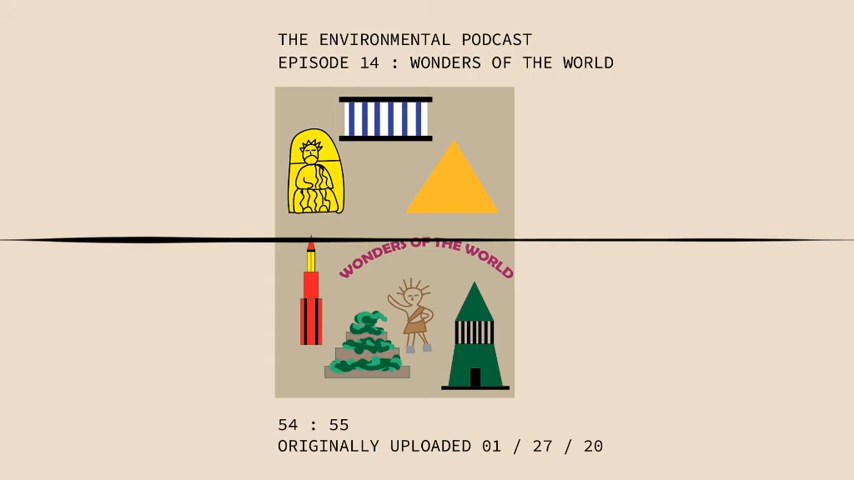 THE ENVIRONMENTAL PODCAST
EPISODE 14 : WONDERS OF THE WORLD
WONDERS OF THE WORLD
54 : 55
ORIGINALLY UPLOADED 01 / 27 / 20